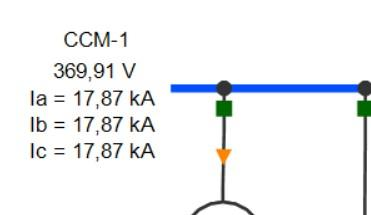 CCM-1
369,91 V
Ia = 17,87 kA
Ib = 17,87 kA
Ic = 17,87 kA